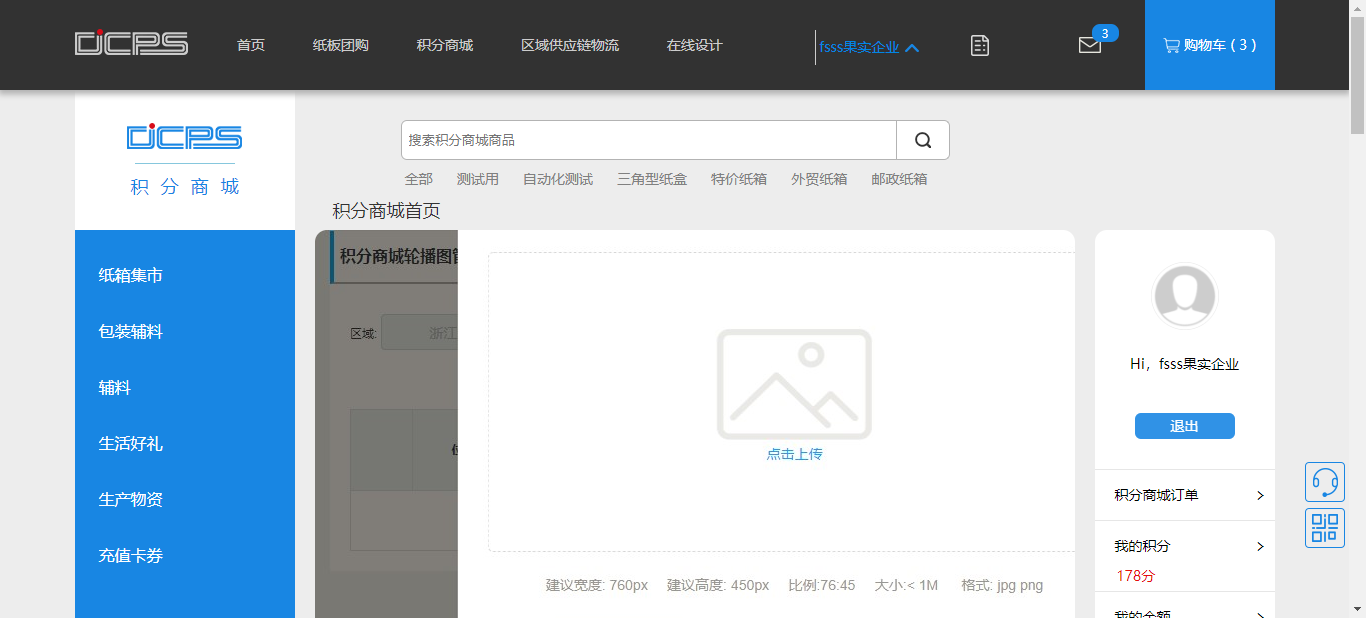 DJCPS 首页 纸板团购 积分商城 区域供应链物流 在线设计 fsss果实企业 3 购物车 ( 3 )
DJCPS
积分商城
搜索积分商城商品
全部 测试用 自动化测试 三角型纸盒 特价纸箱 外贸纸箱 邮政纸箱
积分商城首页
纸箱集市
包装辅料
辅料
生活好礼
生产物资
充值卡券
积分商城轮播图
区域: 浙江
点击上传
建议宽度: 760px 建议高度: 450px 比例:76:45 大小:< 1M 格式: jpg png
Hi，fsss果实企业
退出
积分商城订单
我的积分
178分
我的余额